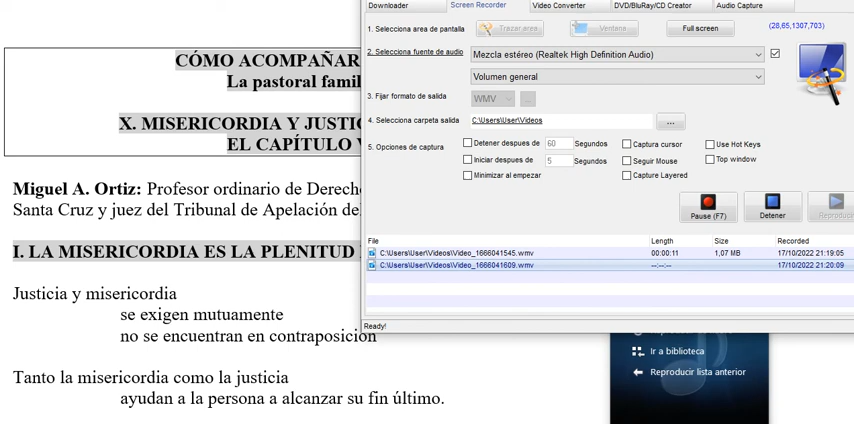 CÓMO ACOMPAÑAR
La pastoral famil
X. MISERICORDIA Y JUSTIC
EL CAPÍTULO V
Miguel A. Ortiz: Profesor ordinario de Derech
Santa Cruz y juez del Tribunal de Apelación de
I. LA MISERICORDIA ES LA PLENITUD
Justicia y misericordia
se exigen mutuamente
no se encuentran en contraposición
Tanto la misericordia como la justicia
ayudan a la persona a alcanzar su fin último.
Downloader Screen Recorder Video Converter DVD/BluRay/CD Creator Audio Capture
1. Selecciona area de pantalla Trazar area Ventana Full screen (28,65,1307,703)
2. Selecciona fuente de audio Mezcla estéreo (Realtek High Definition Audio)
Volumen general
3. Fijar formato de salida WMV ...
4. Selecciona carpeta salida C:\Users\User\Videos ...
5. Opciones de captura Detener despues de 60 Segundos Captura cursor Use Hot Keys
Iniciar despues de 5 Segundos Seguir Mouse Top window
Minimizar al empezar Capture Layered
Pause (F7) Detener Reproduci
File Length Size Recorded
C:\Users\User\Videos\Video_1666041545.wmv 00:00:11 1,07 MB 17/10/2022 21:19:05
C:\Users\User\Videos\Video_1666041609.wmv --:--:-- 17/10/2022 21:20:09
Ready!
Ir a biblioteca
Reproducir lista anterior